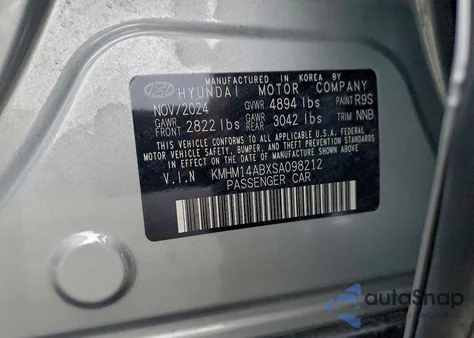 MANUFACTURED IN KOREA BY
HYUNDAI MOTOR COMPANY
NOV/2024 GVWR 4894 lbs PAINT R9S
GAWR FRONT 2822 lbs GAWR REAR 3042 lbs TRIM NNB
THIS VEHICLE CONFORMS TO ALL APPLICABLE U.S.A. FEDERAL
MOTOR VEHICLE SAFETY, BUMPER, AND THEFT PREVENTION STANDARDS
IN EFFECT ON THE DATE OF MANUFACTURE SHOWN ABOVE.
V.I.N KMHM14ABXSA098212
PASSENGER CAR
autoSnap